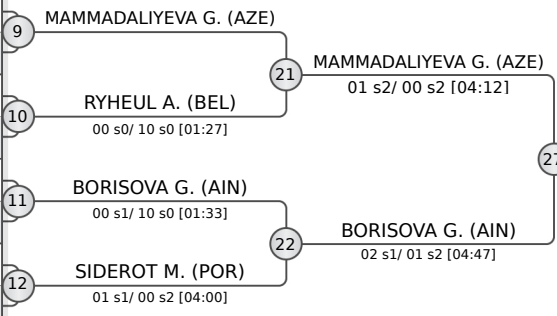 9
MAMMADALIYEVA G. (AZE)
21
MAMMADALIYEVA G. (AZE)
01 s2/ 00 s2 [04:12]
10
RYHEUL A. (BEL)
00 s0/ 10 s0 [01:27]
27
11
BORISOVA G. (AIN)
00 s1/ 10 s0 [01:33]
22
BORISOVA G. (AIN)
02 s1/ 01 s2 [04:47]
12
SIDEROT M. (POR)
01 s1/ 00 s2 [04:00]